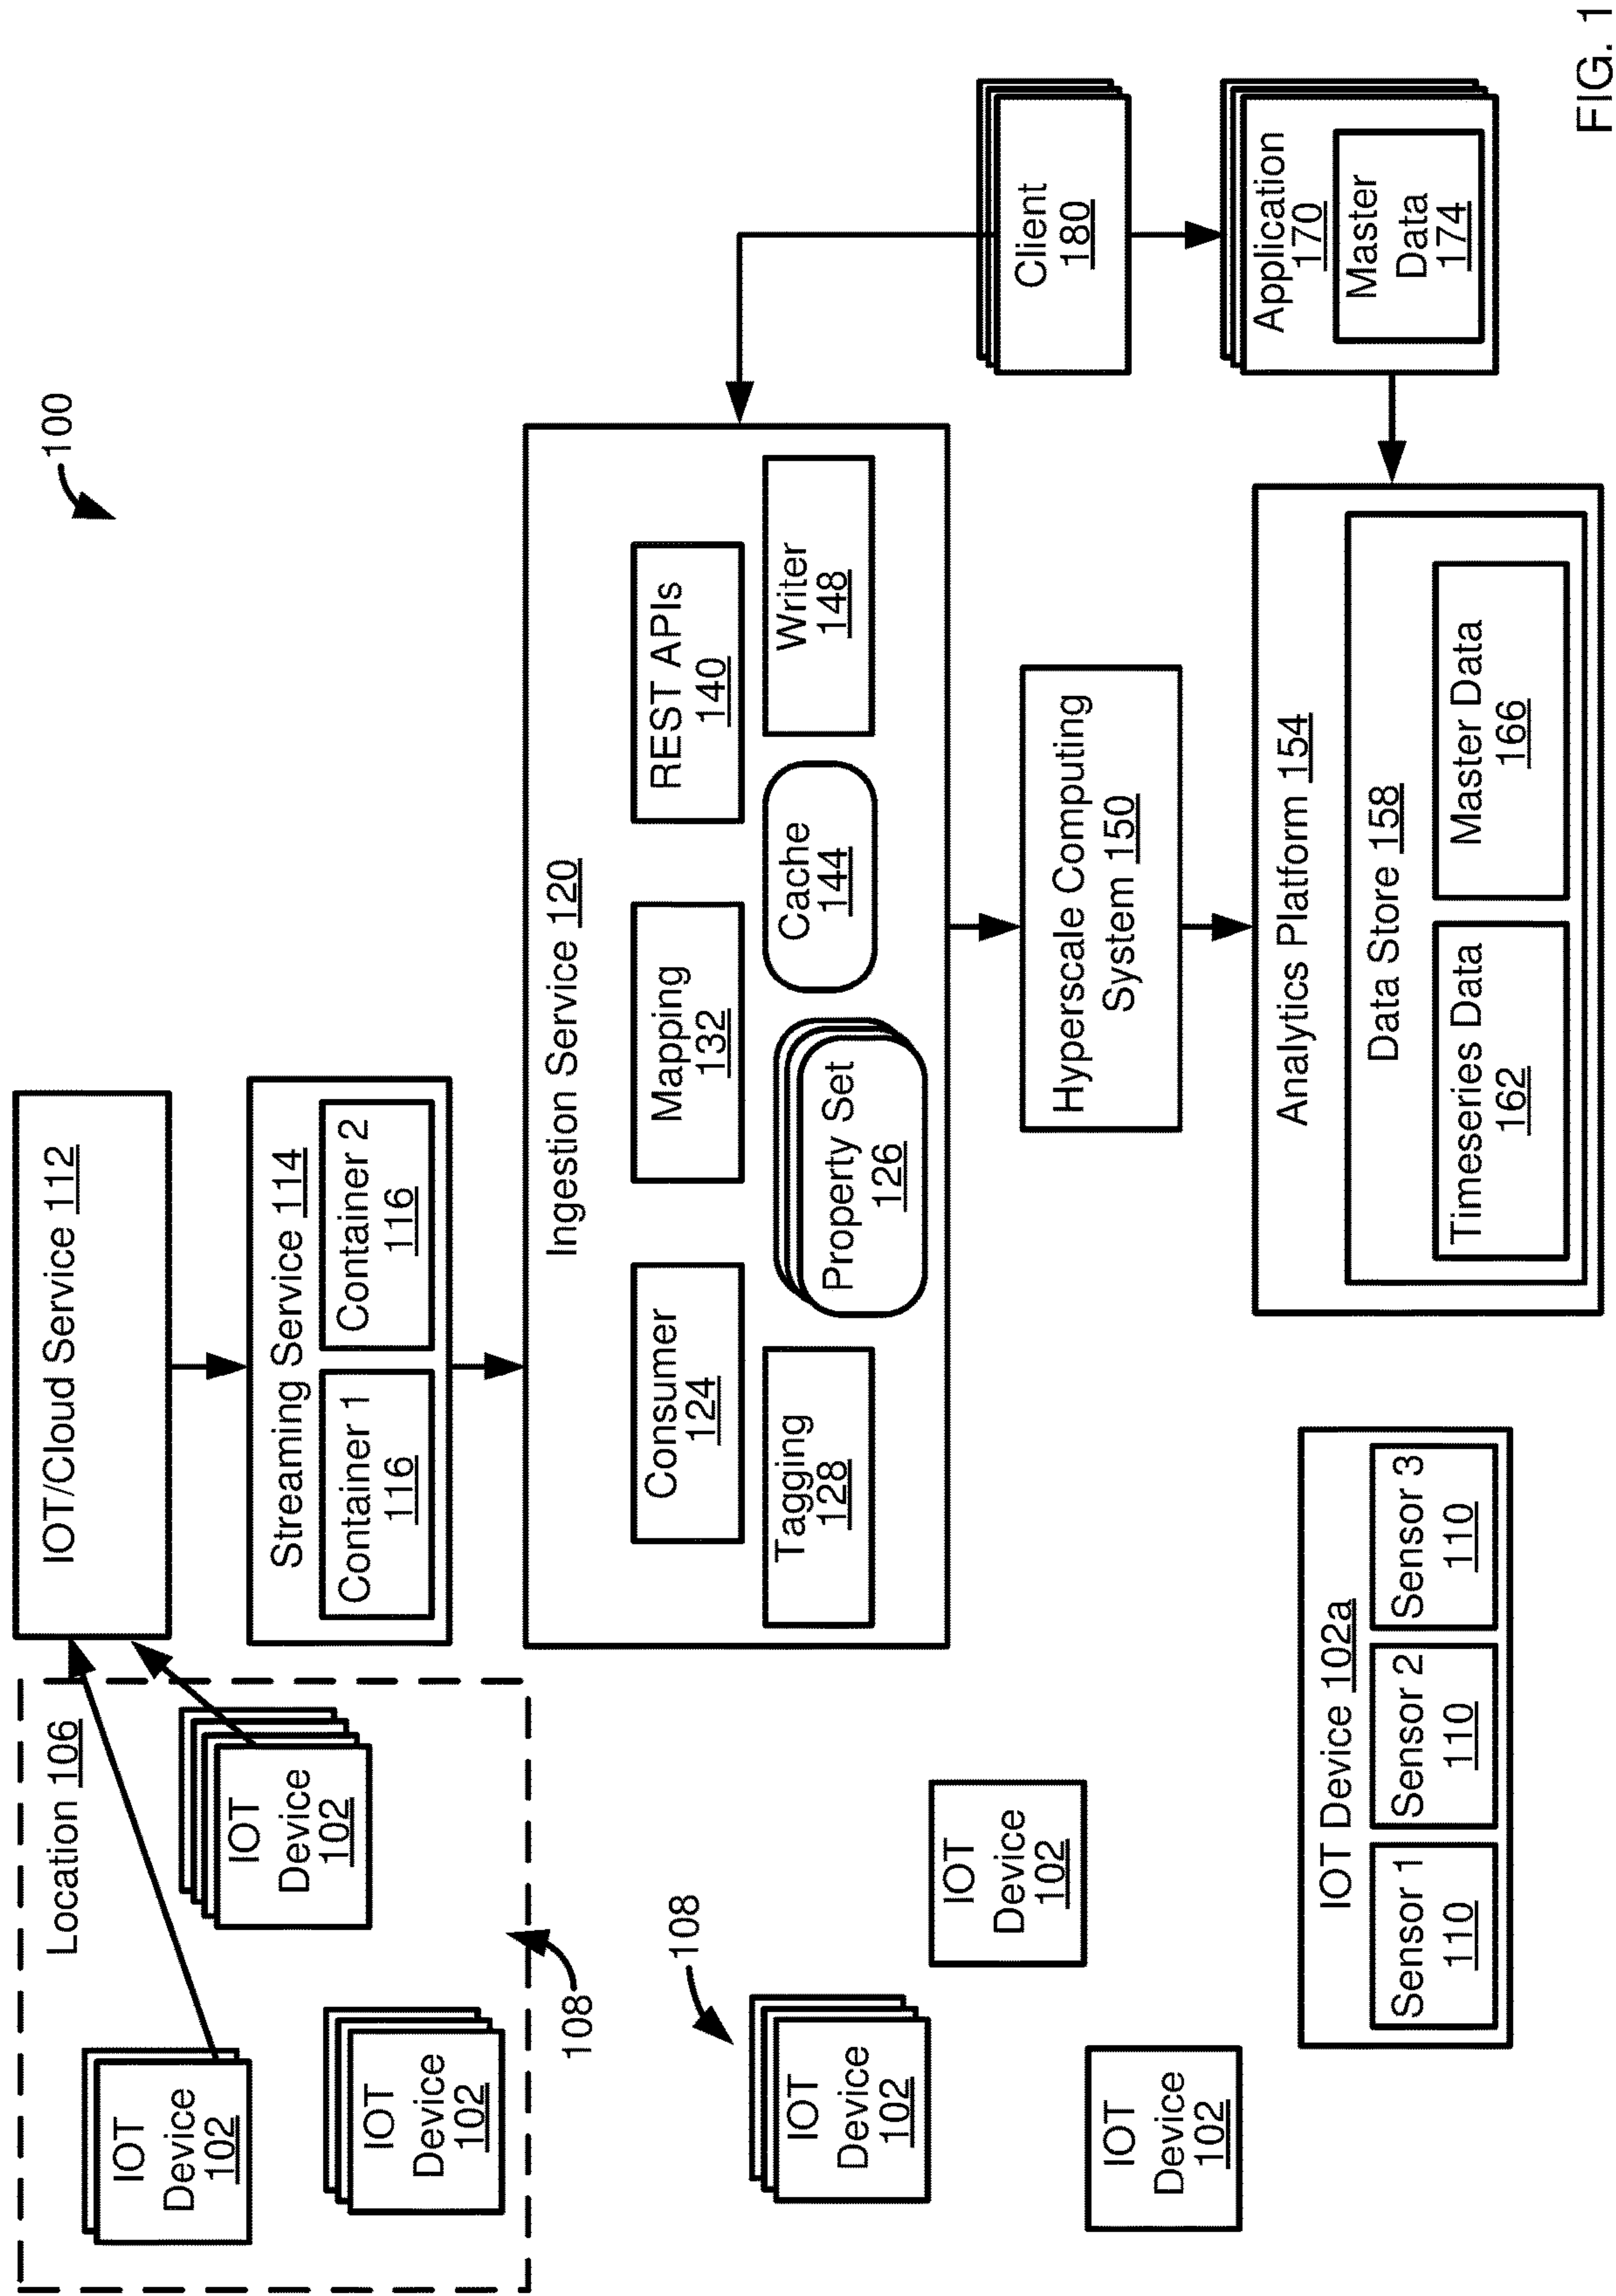 100
Location 106
IOT
Device
102
IOT
Device
102
IOT
Device
102
108
IOT/Cloud Service 112
Streaming Service 114
Container 1
116
Container 2
116
Ingestion Service 120
Consumer
124
Mapping
132
REST APIs
140
Tagging
128
Property Set
126
Cache
144
Writer
148
108
IOT
Device
102
IOT
Device
102
IOT
Device
102
Hyperscale Computing
System 150
Client
180
IOT Device 102a
Sensor 1
110
Sensor 2
110
Sensor 3
110
Analytics Platform 154
Data Store 158
Timeseries Data
162
Master Data
166
Application
170
Master
Data
174
FIG. 1